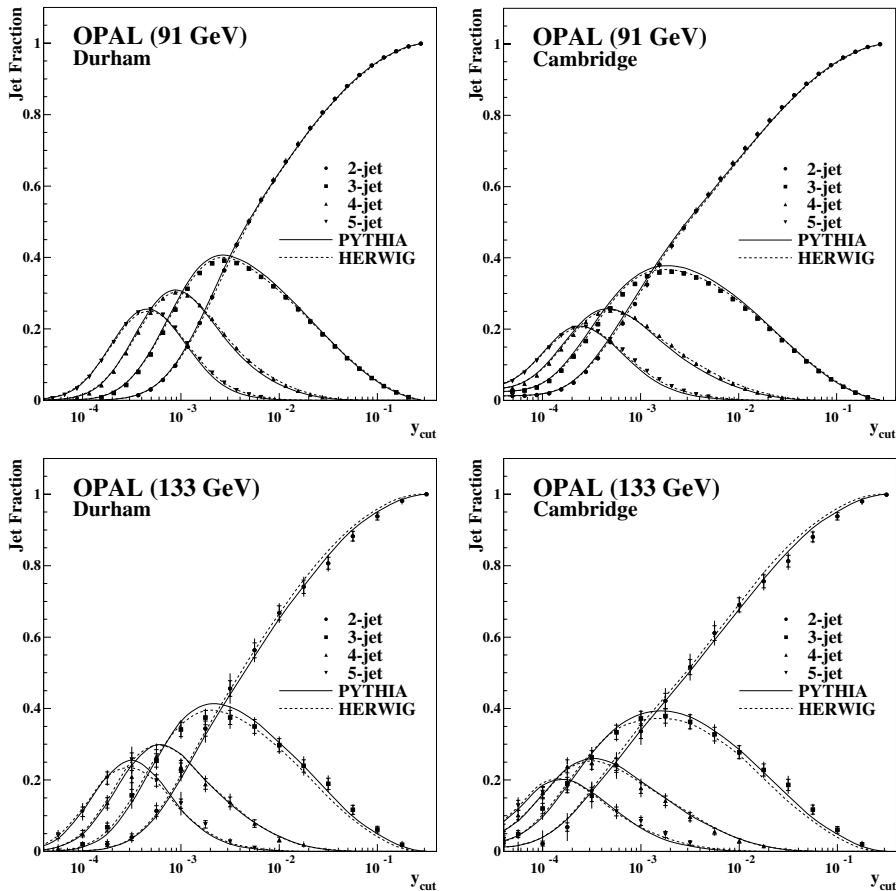 OPAL (91 GeV)
Durham
Jet Fraction
1
0.8
0.6
0.4
0.2
0
2-jet
3-jet
4-jet
5-jet
PYTHIA
HERWIG
10⁻⁴
10⁻³
10⁻²
10⁻¹
y_cut
OPAL (91 GeV)
Cambridge
Jet Fraction
1
0.8
0.6
0.4
0.2
0
2-jet
3-jet
4-jet
5-jet
PYTHIA
HERWIG
10⁻⁴
10⁻³
10⁻²
10⁻¹
y_cut
OPAL (133 GeV)
Durham
Jet Fraction
1
0.8
0.6
0.4
0.2
0
2-jet
3-jet
4-jet
5-jet
PYTHIA
HERWIG
10⁻⁴
10⁻³
10⁻²
10⁻¹
y_cut
OPAL (133 GeV)
Cambridge
Jet Fraction
1
0.8
0.6
0.4
0.2
0
2-jet
3-jet
4-jet
5-jet
PYTHIA
HERWIG
10⁻⁴
10⁻³
10⁻²
10⁻¹
y_cut